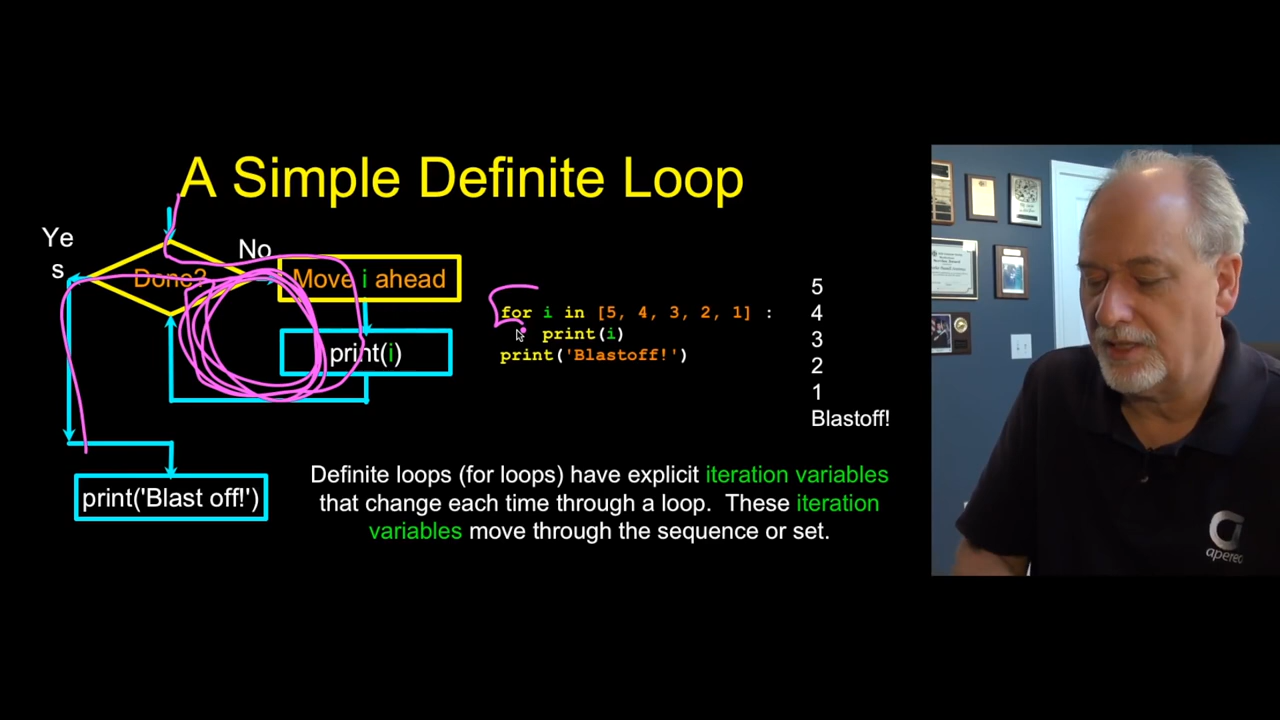 A Simple Definite Loop
Ye
s
No
Done?
Move i ahead
print(i)
print('Blast off!')
for i in [5, 4, 3, 2, 1] :
print(i)
print('Blastoff!')
5
4
3
2
1
Blastoff!
Definite loops (for loops) have explicit iteration variables
that change each time through a loop. These iteration
variables move through the sequence or set.
apereo